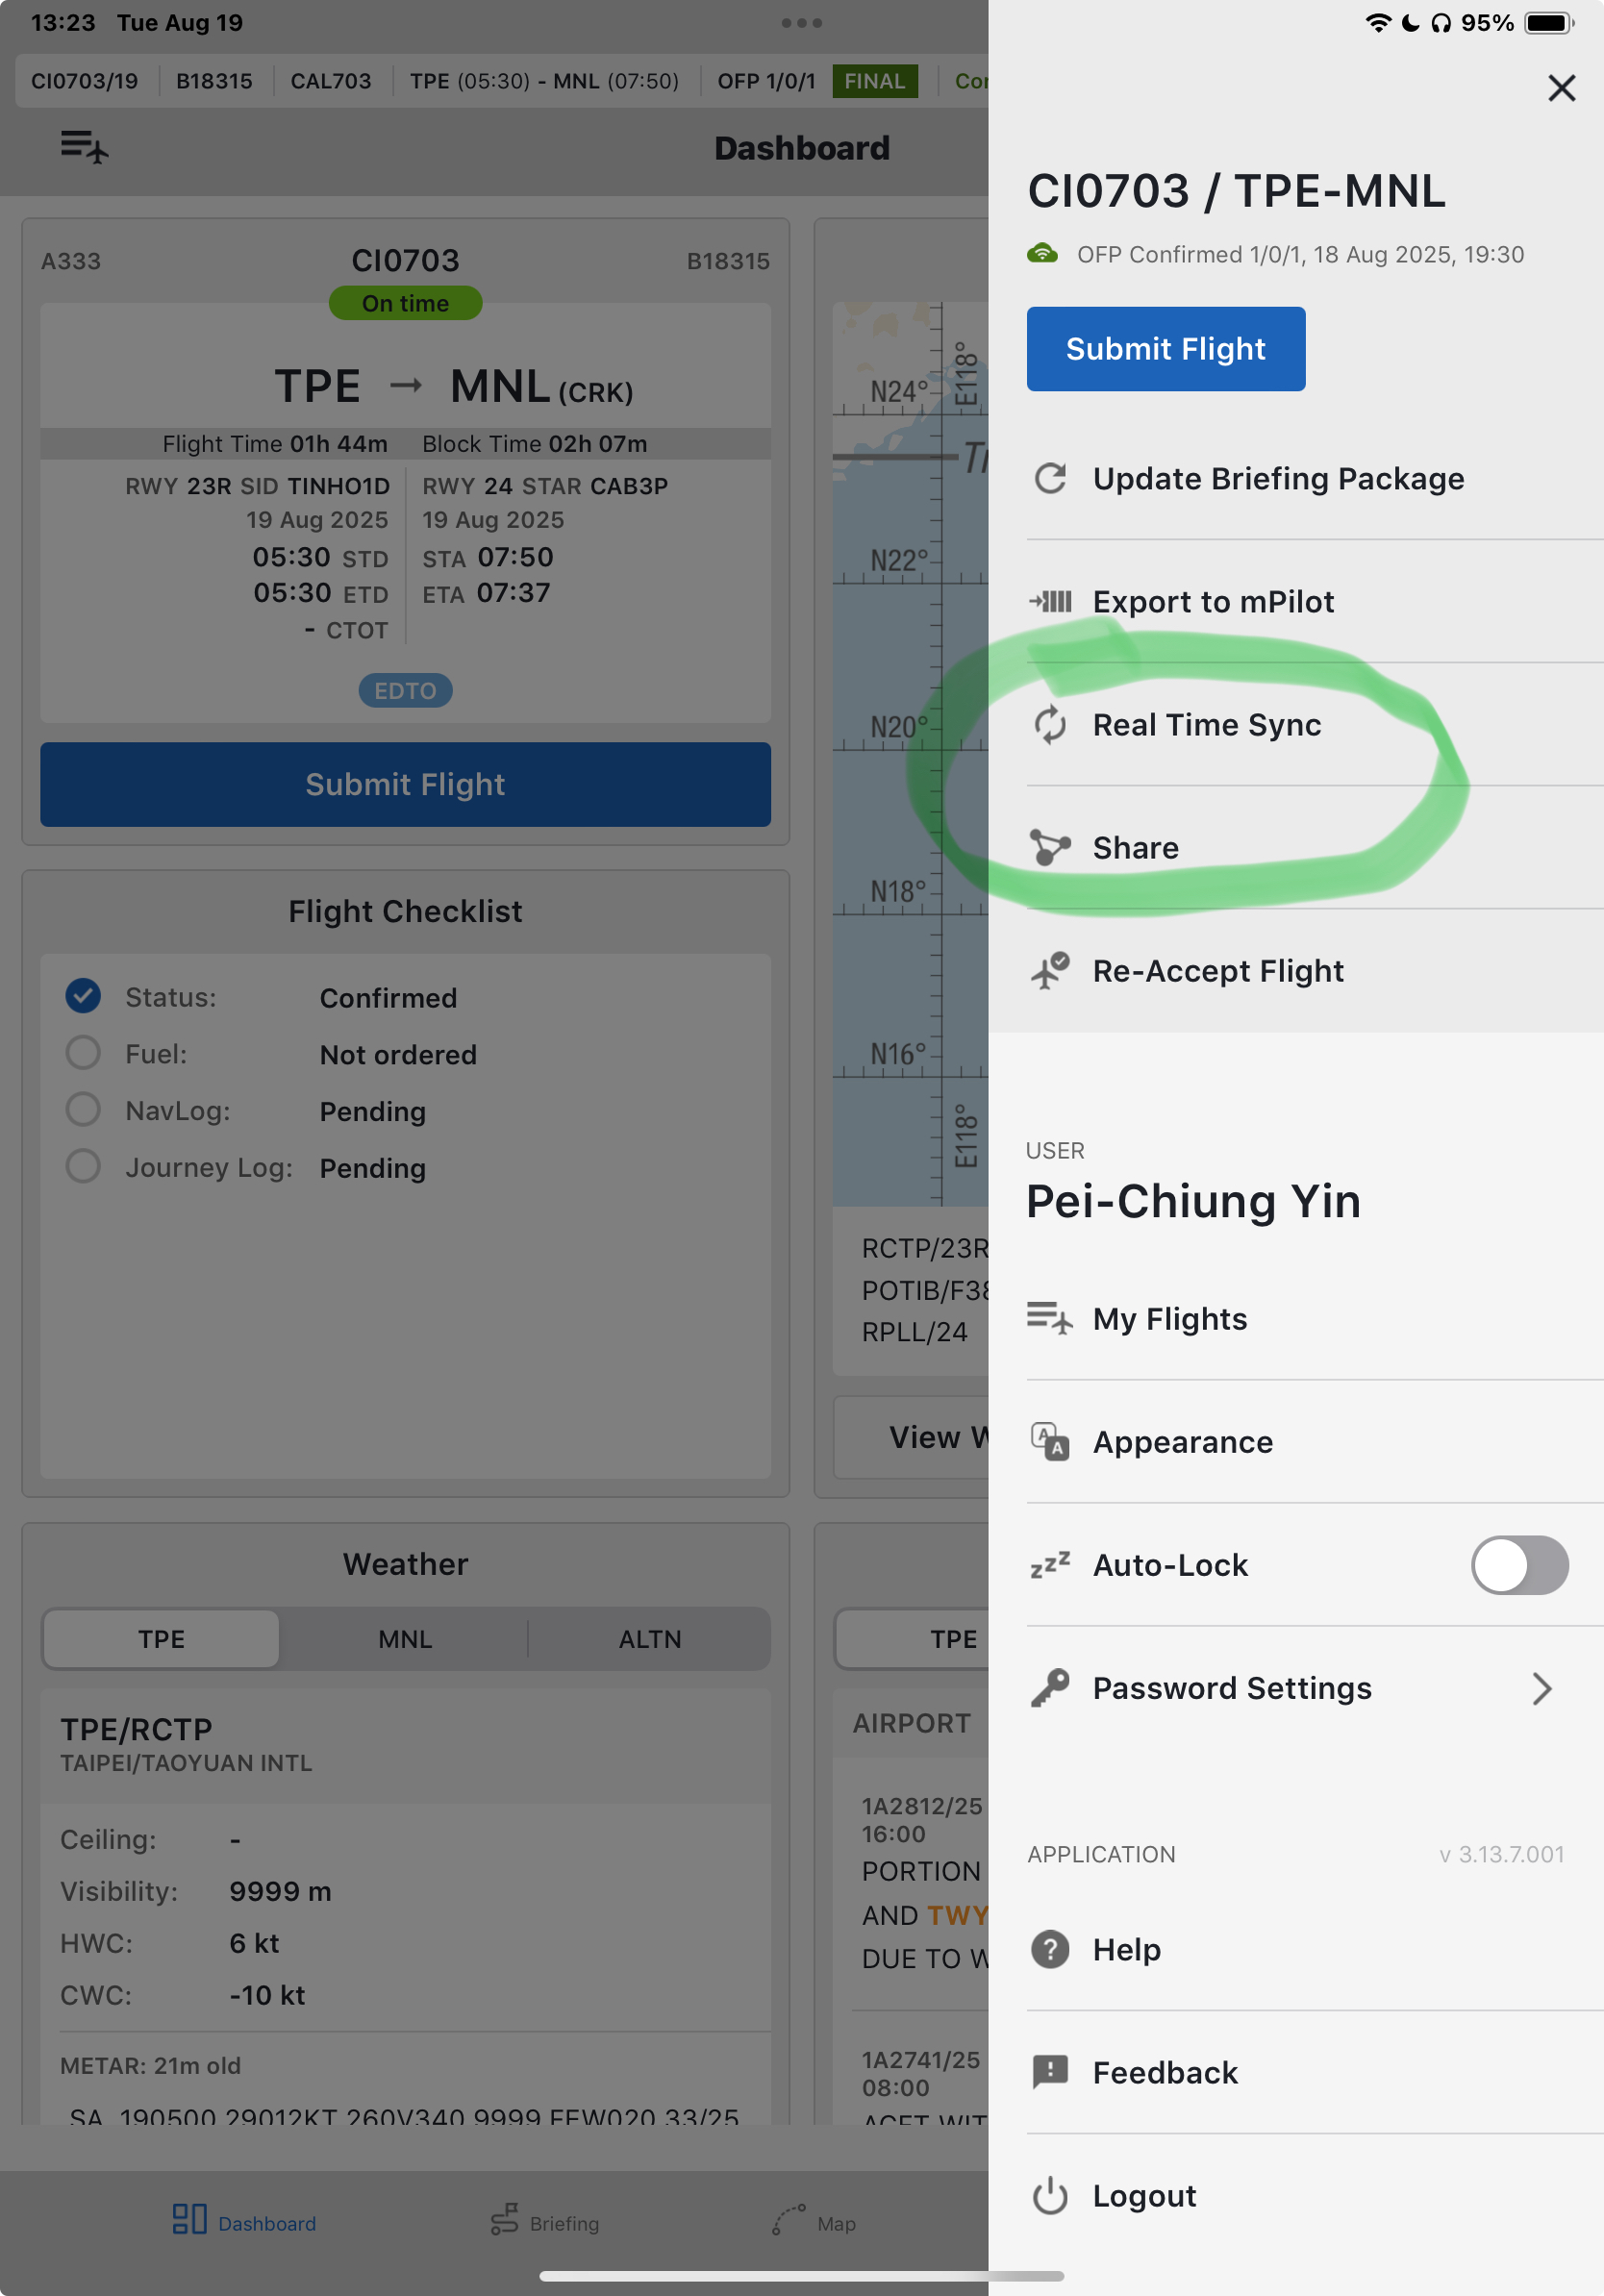 13:23 Tue Aug 19
95%
CI0703/19 B18315 CAL703 TPE (05:30) - MNL (07:50) OFP 1/0/1 FINAL
Dashboard
A333 CI0703 B18315
On time
TPE → MNL (CRK)
Flight Time 01h 44m Block Time 02h 07m
RWY 23R SID TINHO1D RWY 24 STAR CAB3P
19 Aug 2025 19 Aug 2025
05:30 STD STA 07:50
05:30 ETD ETA 07:37
- CTOT
EDTO
Submit Flight
Flight Checklist
Status: Confirmed
Fuel: Not ordered
NavLog: Pending
Journey Log: Pending
Weather
TPE MNL ALTN
TPE/RCTP
TAIPEI/TAOYUAN INTL
Ceiling: -
Visibility: 9999 m
HWC: 6 kt
CWC: -10 kt
METAR: 21m old
SA 190500 29012KT 260V340 9999 FEW020 33/25
E118°
N24°
N22°
N20°
N18°
N16°
E118°
RCTP/23R
POTIB/F38
RPLL/24
View
TPE
AIRPORT
1A2812/25
16:00
PORTION
AND TWY
DUE TO
1A2741/25
08:00
ACFT WIT
Dashboard Briefing Map
CI0703 / TPE-MNL
OFP Confirmed 1/0/1, 18 Aug 2025, 19:30
Submit Flight
Update Briefing Package
Export to mPilot
Real Time Sync
Share
Re-Accept Flight
USER
Pei-Chiung Yin
My Flights
Appearance
zzz Auto-Lock
Password Settings
APPLICATION v 3.13.7.001
Help
Feedback
Logout